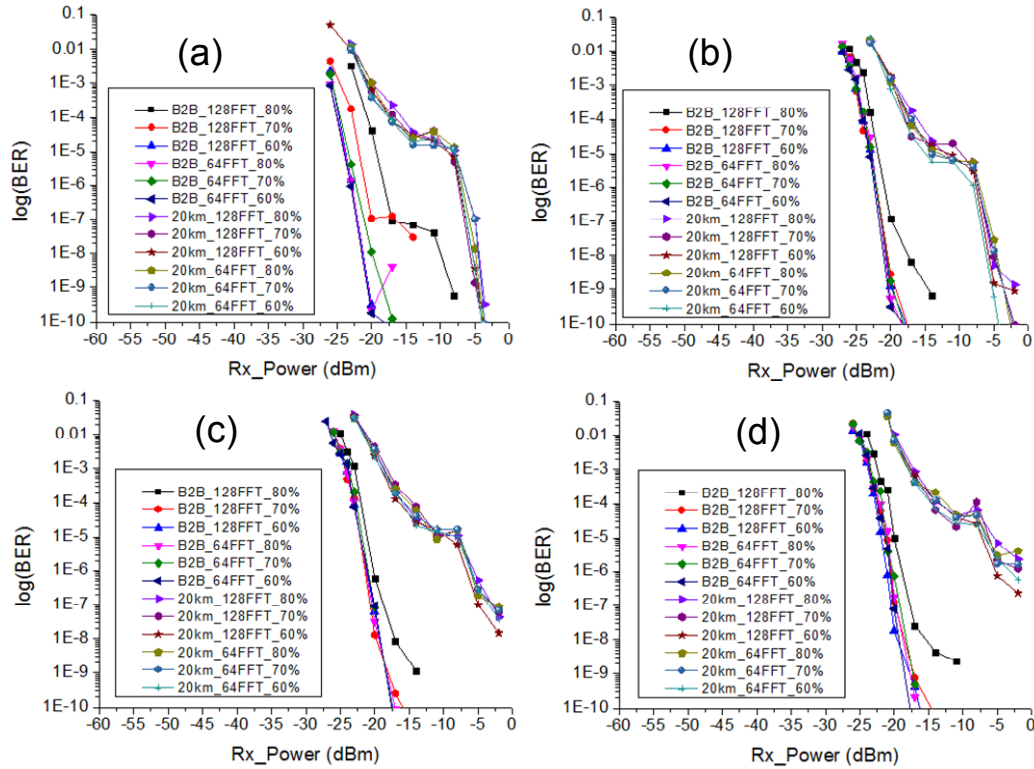 (a)
0.1
0.01
1E-3
1E-4
1E-5
1E-6
1E-7
1E-8
1E-9
1E-10
log(BER)
B2B_128FFT_80%
B2B_128FFT_70%
B2B_128FFT_60%
B2B_64FFT_80%
B2B_64FFT_70%
B2B_64FFT_60%
20km_128FFT_80%
20km_128FFT_70%
20km_128FFT_60%
20km_64FFT_80%
20km_64FFT_70%
20km_64FFT_60%
-60 -55 -50 -45 -40 -35 -30 -25 -20 -15 -10 -5 0
Rx_Power (dBm)
(b)
0.1
0.01
1E-3
1E-4
1E-5
1E-6
1E-7
1E-8
1E-9
1E-10
log(BER)
B2B_128FFT_80%
B2B_128FFT_70%
B2B_128FFT_60%
B2B_64FFT_80%
B2B_64FFT_70%
B2B_64FFT_60%
20km_128FFT_80%
20km_128FFT_70%
20km_128FFT_60%
20km_64FFT_80%
20km_64FFT_70%
20km_64FFT_60%
-60 -55 -50 -45 -40 -35 -30 -25 -20 -15 -10 -5 0
Rx_Power (dBm)
(c)
0.1
0.01
1E-3
1E-4
1E-5
1E-6
1E-7
1E-8
1E-9
1E-10
log(BER)
B2B_128FFT_80%
B2B_128FFT_70%
B2B_128FFT_60%
B2B_64FFT_80%
B2B_64FFT_70%
B2B_64FFT_60%
20km_128FFT_80%
20km_128FFT_70%
20km_128FFT_60%
20km_64FFT_80%
20km_64FFT_70%
20km_64FFT_60%
-60 -55 -50 -45 -40 -35 -30 -25 -20 -15 -10 -5 0
Rx_Power (dBm)
(d)
0.1
0.01
1E-3
1E-4
1E-5
1E-6
1E-7
1E-8
1E-9
1E-10
log(BER)
B2B_128FFT_80%
B2B_128FFT_70%
B2B_128FFT_60%
B2B_64FFT_80%
B2B_64FFT_70%
B2B_64FFT_60%
20km_128FFT_80%
20km_128FFT_70%
20km_128FFT_60%
20km_64FFT_80%
20km_64FFT_70%
20km_64FFT_60%
-60 -55 -50 -45 -40 -35 -30 -25 -20 -15 -10 -5 0
Rx_Power (dBm)